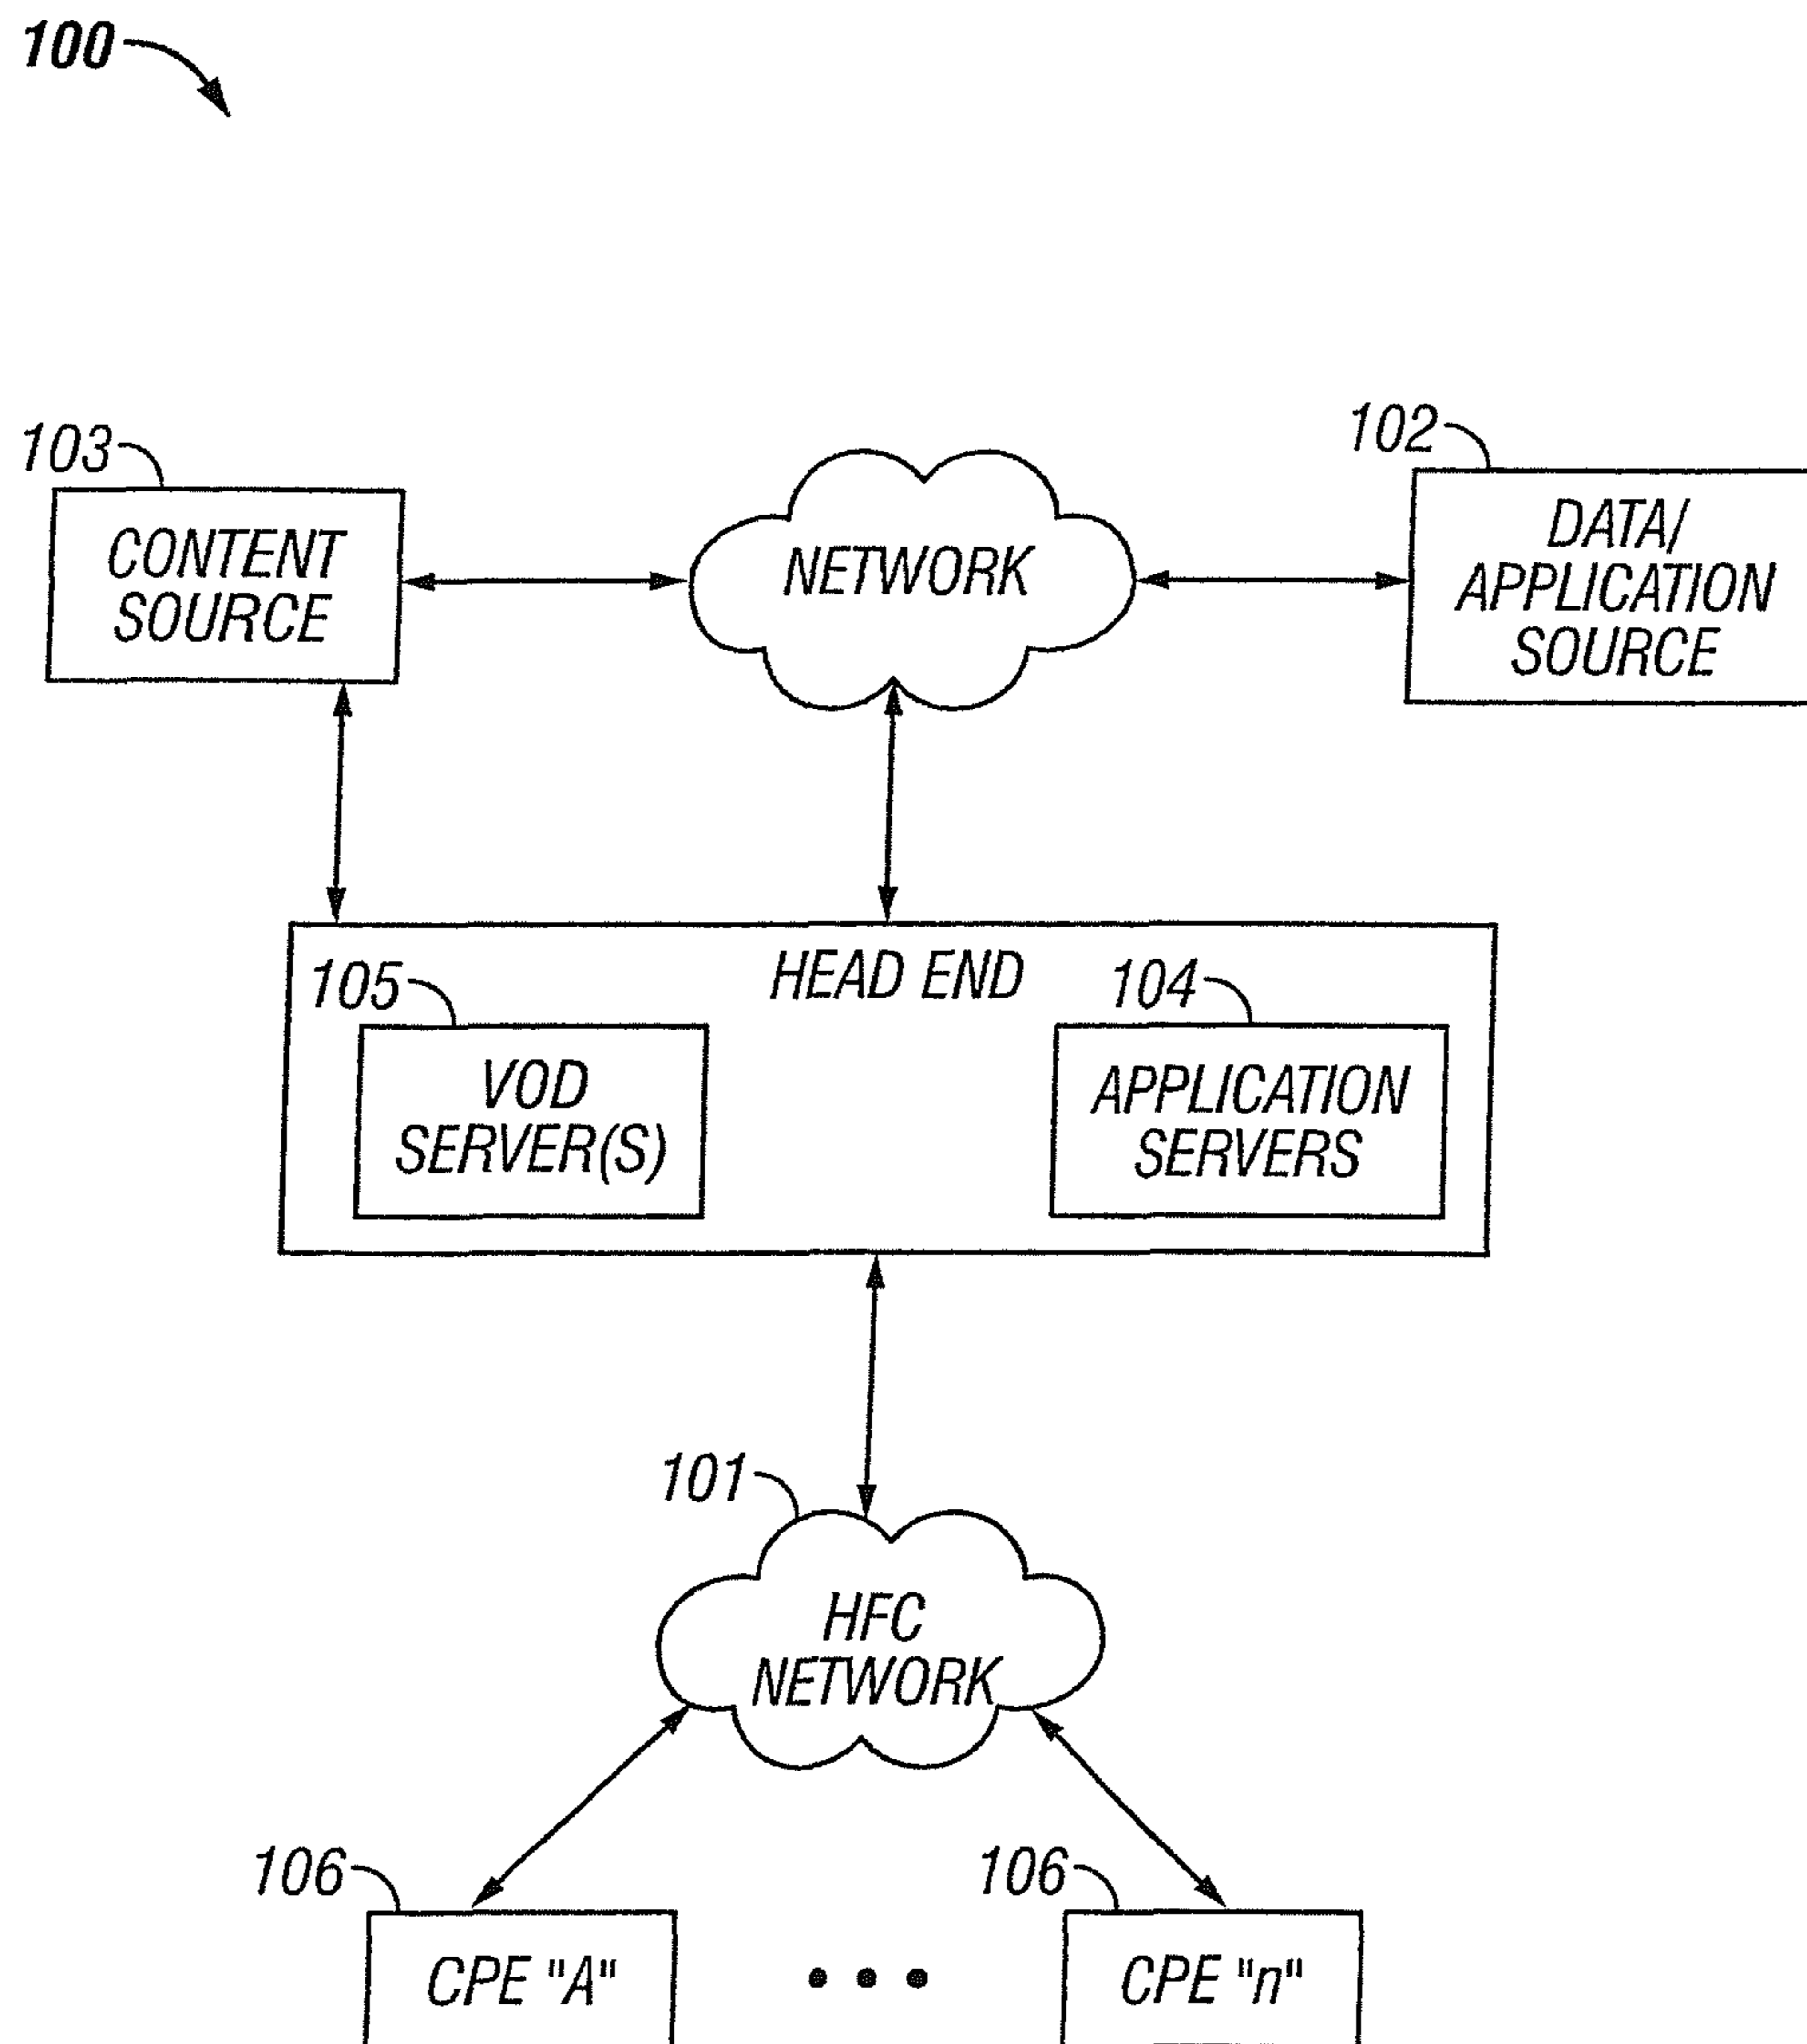 100
103
102
CONTENT
SOURCE
NETWORK
DATA/
APPLICATION
SOURCE
HEAD END
105
104
VOD
SERVER(S)
APPLICATION
SERVERS
101
HFC
NETWORK
106
106
CPE "A"
• • •
CPE "n"